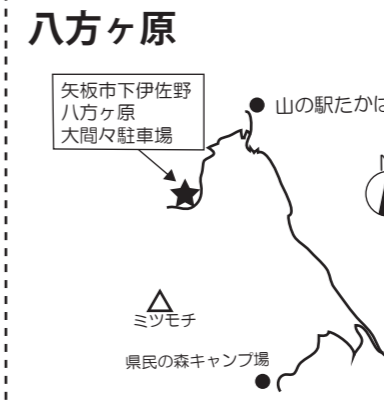 八方ヶ原
矢板市下伊佐野
八方ヶ原
大間々駐車場
山の駅たかは
ミツモチ
県民の森キャンプ場